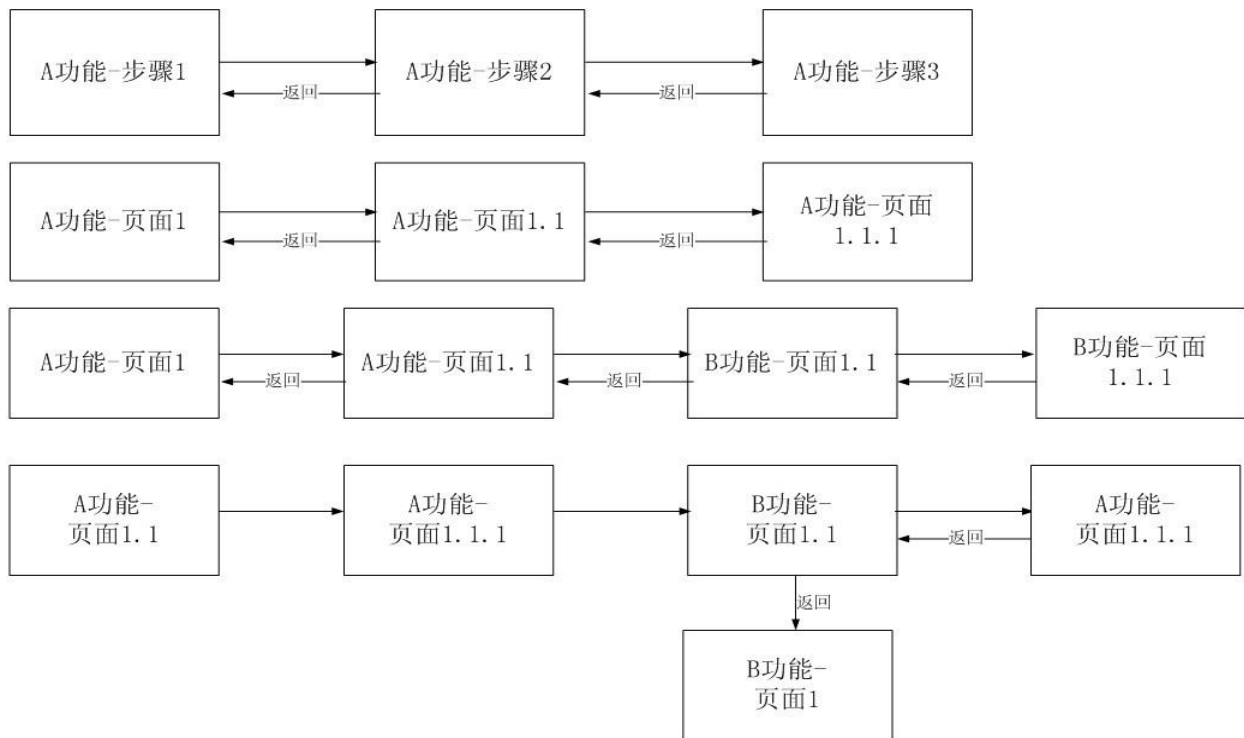 A功能-步骤1
A功能-步骤2
A功能-步骤3
返回
返回
A功能-页面1
A功能-页面1.1
A功能-页面
1.1.1
返回
返回
A功能-页面1
A功能-页面1.1
B功能-页面1.1
B功能-页面
1.1.1
返回
返回
返回
A功能-
页面1.1
A功能-
页面1.1.1
B功能-
页面1.1
A功能-
页面1.1.1
返回
返回
B功能-
页面1